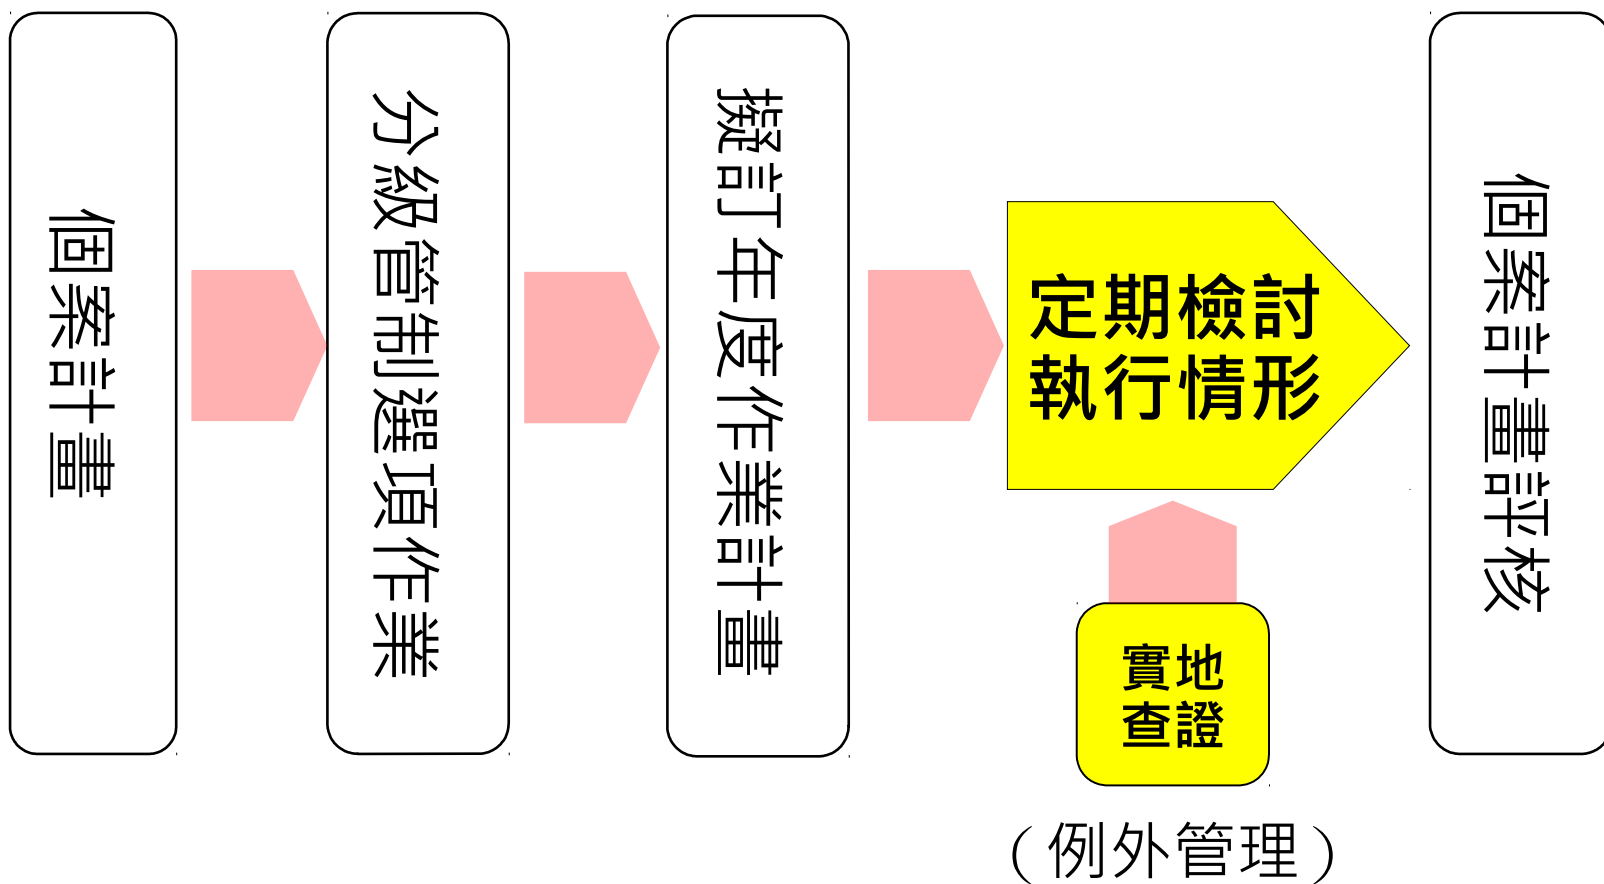 個案計畫
分級管制選項作業
擬訂年度作業計畫
定期檢討
執行情形
實地
查證
(例外管理)
個案計畫評核